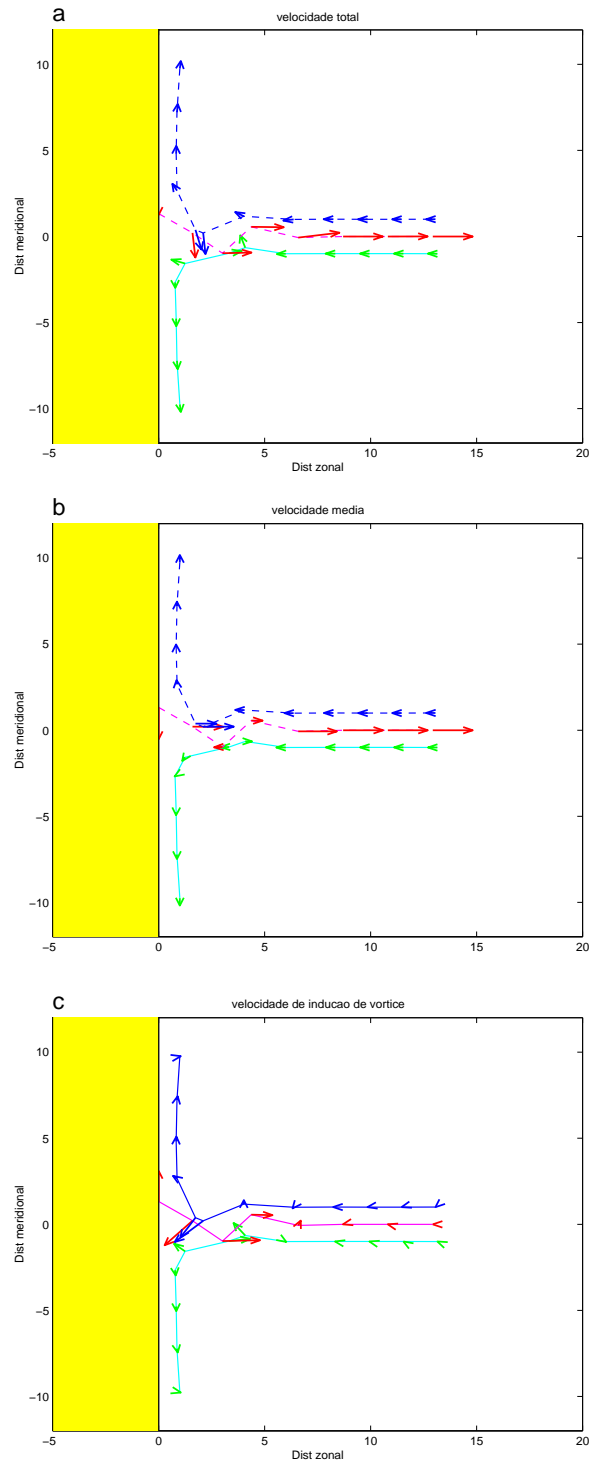 a
velocidade total
10
5
0
−5
−10
Dist meridional
−5 0 5 10 15 20
Dist zonal
b
velocidade media
10
5
0
−5
−10
Dist meridional
−5 0 5 10 15 20
c
velocidade de inducao de vortice
10
5
0
−5
−10
Dist meridional
−5 0 5 10 15 20
Dist zonal